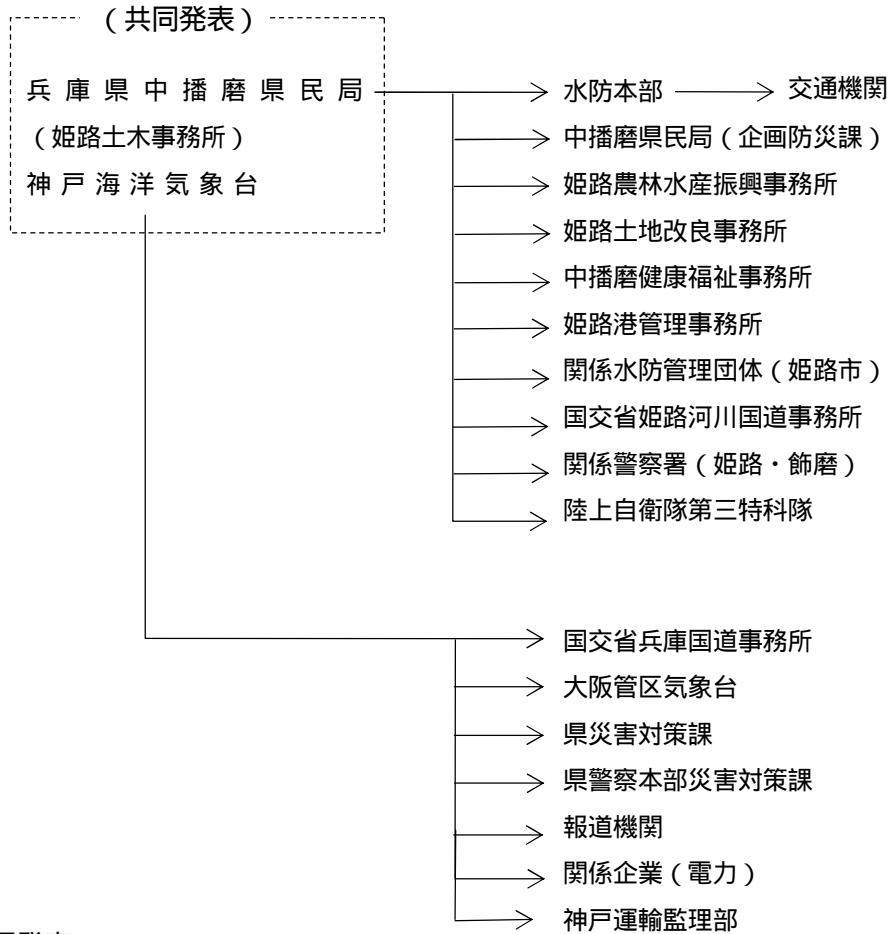 （共同発表）
兵庫県中播磨県民局
（姫路土木事務所）
神戸海洋気象台
水防本部
交通機関
中播磨県民局（企画防災課）
姫路農林水産振興事務所
姫路土地改良事務所
中播磨健康福祉事務所
姫路港管理事務所
関係水防管理団体（姫路市）
国交省姫路河川国道事務所
関係警察署（姫路・飾磨）
陸上自衛隊第三特科隊
国交省兵庫国道事務所
大阪管区気象台
県災害対策課
県警察本部災害対策課
報道機関
関係企業（電力）
神戸運輸監理部